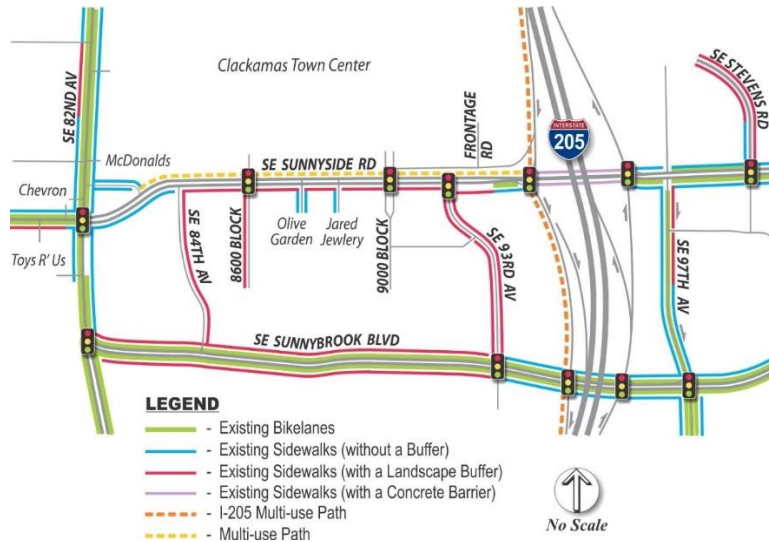 Clackamas Town Center
SE 82ND AV
SE STEVENS RD
FRONTAGE
RD
INTERSTATE
205
McDonalds
SE SUNNYSIDE RD
Chevron
SE 84TH AV
8600 BLOCK
Olive
Garden
Jared
Jewlery
9000 BLOCK
SE 93RD AV
SE 97TH AV
Toys R' Us
SE SUNNYBROOK BLVD
LEGEND
- Existing Bikelanes
- Existing Sidewalks (without a Buffer)
- Existing Sidewalks (with a Landscape Buffer)
- Existing Sidewalks (with a Concrete Barrier)
- I-205 Multi-use Path
- Multi-use Path
No Scale